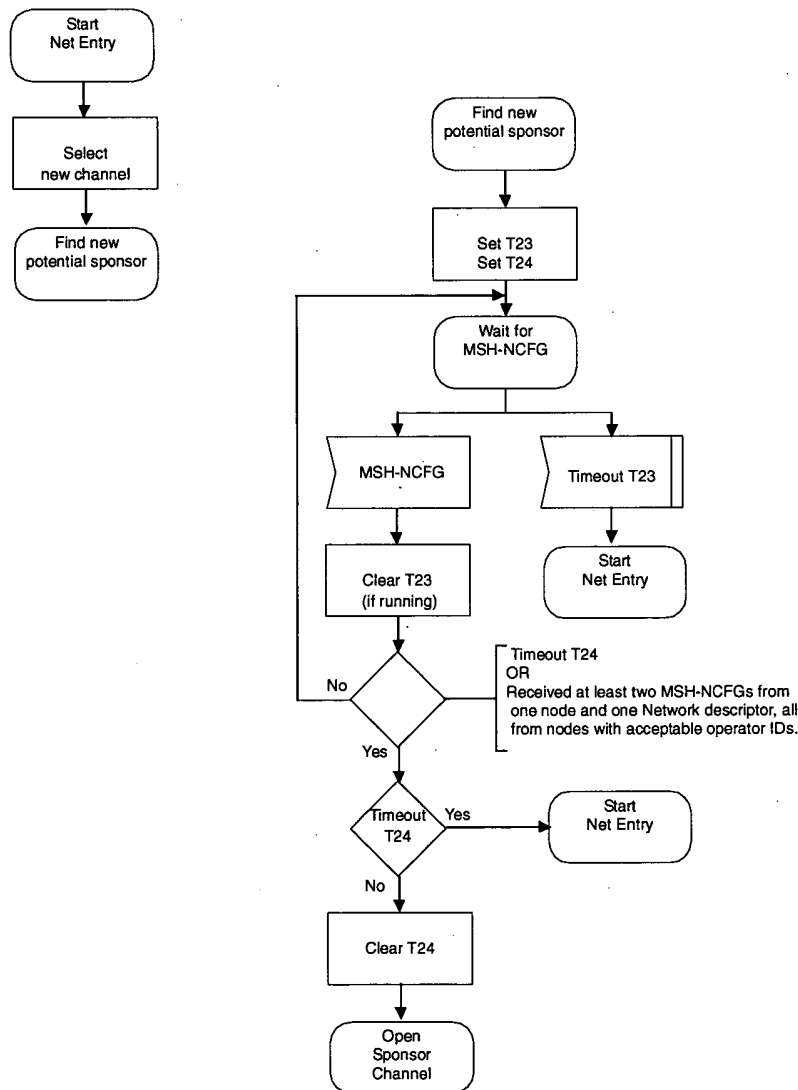 Start
Net Entry
Select
new channel
Find new
potential sponsor
Find new
potential sponsor
Set T23
Set T24
Wait for
MSH-NCFG
MSH-NCFG
Timeout T23
Clear T23
(if running)
Start
Net Entry
No
Timeout T24
OR
Received at least two MSH-NCFGs from
one node and one Network descriptor, all
from nodes with acceptable operator IDs.
Yes
Timeout
T24
Yes
Start
Net Entry
No
Clear T24
Open
Sponsor
Channel